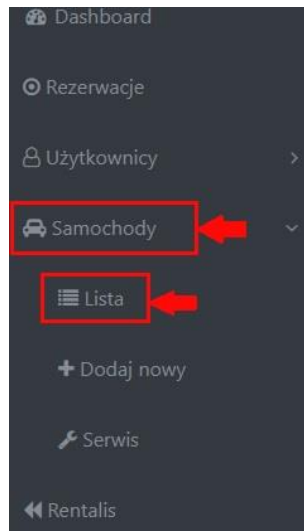 Dashboard
Rezerwacje
Użytkownicy
Samochody
Lista
Dodaj nowy
Serwis
Rentalis